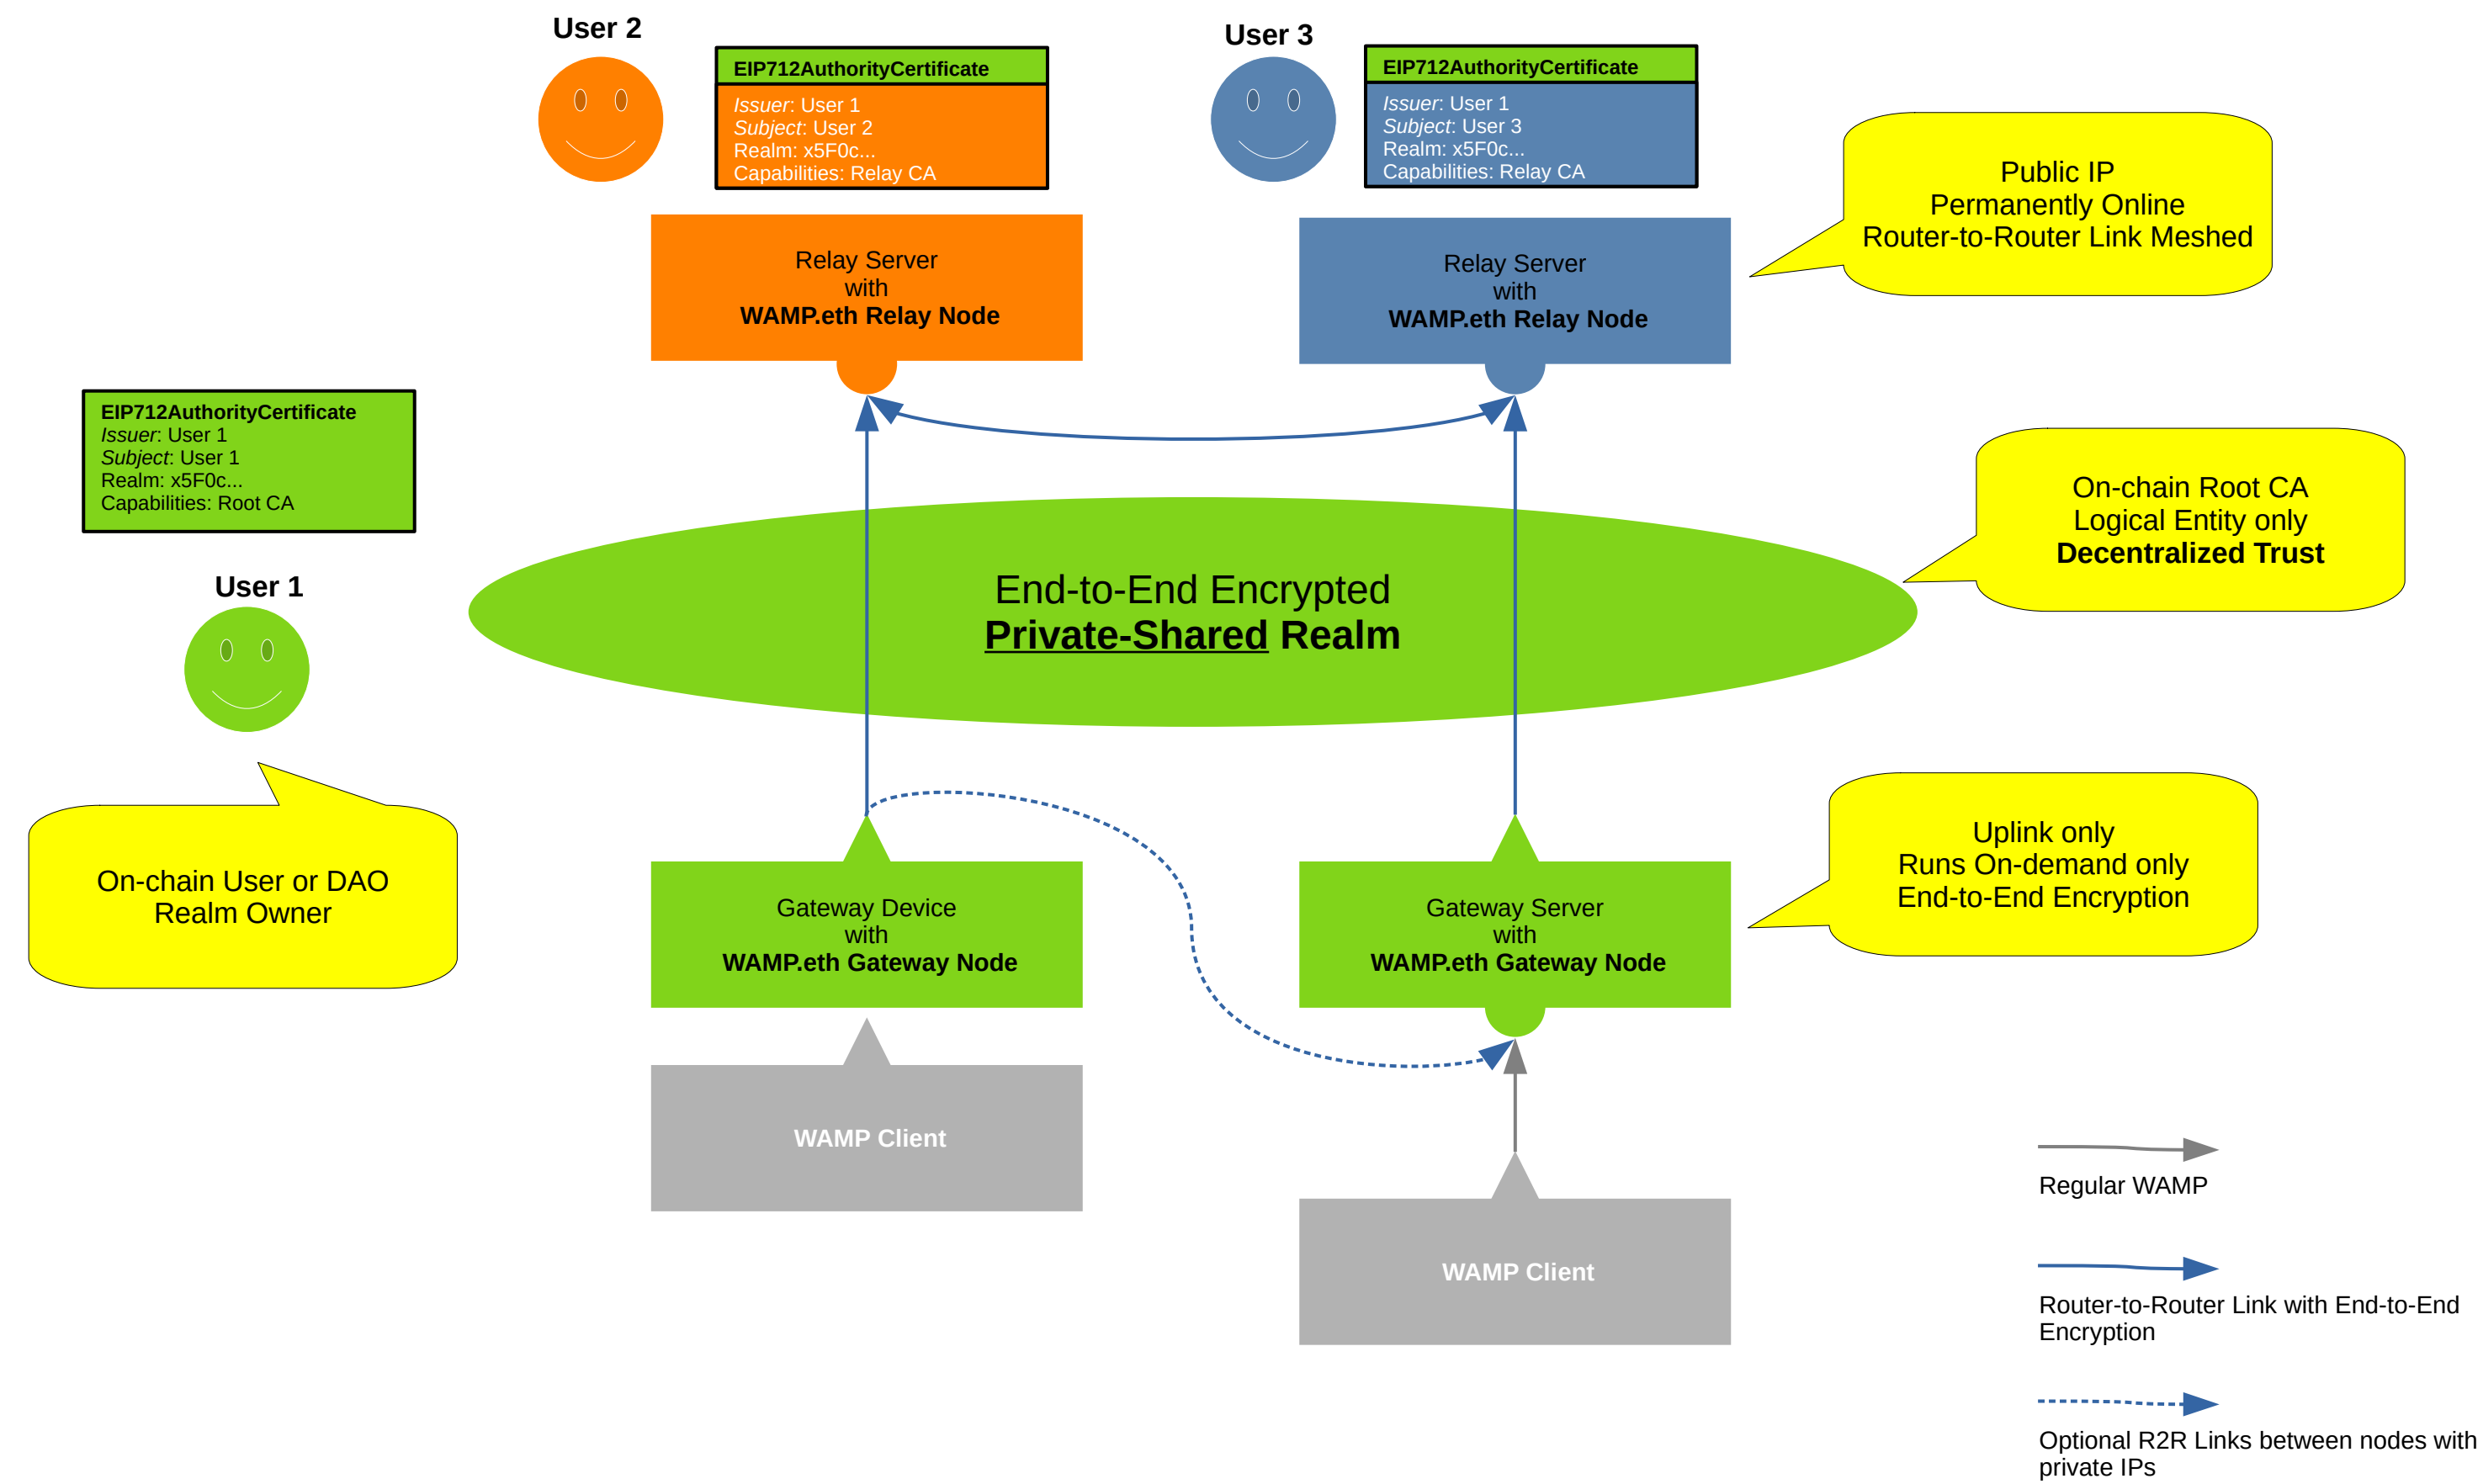 User 2
EIP712AuthorityCertificate
Issuer: User 1
Subject: User 2
Realm: x5F0c...
Capabilities: Relay CA
User 3
EIP712AuthorityCertificate
Issuer: User 1
Subject: User 3
Realm: x5F0c...
Capabilities: Relay CA
Public IP
Permanently Online
Router-to-Router Link Meshed
Relay Server
with
WAMP.eth Relay Node
Relay Server
with
WAMP.eth Relay Node
EIP712AuthorityCertificate
Issuer: User 1
Subject: User 1
Realm: x5F0c...
Capabilities: Root CA
User 1
On-chain Root CA
Logical Entity only
Decentralized Trust
End-to-End Encrypted
Private-Shared Realm
On-chain User or DAO
Realm Owner
Gateway Device
with
WAMP.eth Gateway Node
Gateway Server
with
WAMP.eth Gateway Node
Uplink only
Runs On-demand only
End-to-End Encryption
WAMP Client
WAMP Client
Regular WAMP
Router-to-Router Link with End-to-End
Encryption
Optional R2R Links between nodes with
private IPs